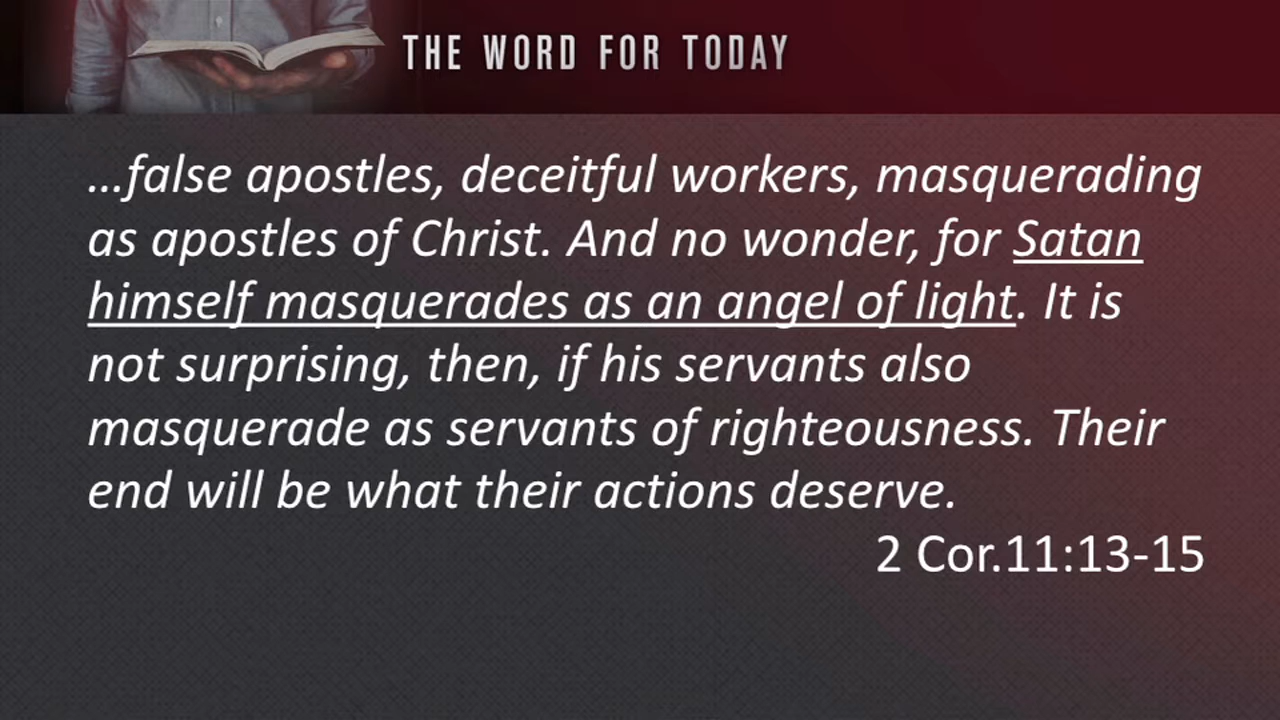 THE WORD FOR TODAY
...false apostles, deceitful workers, masquerading
as apostles of Christ. And no wonder, for Satan
himself masquerades as an angel of light. It is
not surprising, then, if his servants also
masquerade as servants of righteousness. Their
end will be what their actions deserve.
2 Cor.11:13-15